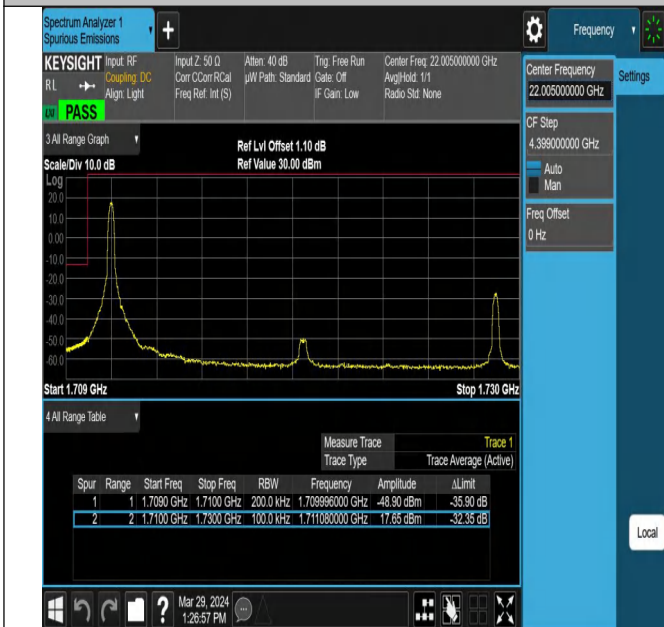 Spectrum Analyzer 1
Spurious Emissions
Frequency
KEYSIGHT
Input: RF
Input Z: 50 Ω
Atten: 40 dB
Trig: Free Run
Center Freq: 22.005000000 GHz
RL
Coupling: DC
Corr CCorr RCal
µW Path: Standard
Gate: Off
Avg|Hold: 1/1
Align: Light
Freq Ref: Int (S)
IF Gain: Low
Radio Std: None
PASS
3 All Range Graph
Ref Lvl Offset 1.10 dB
Scale/Div 10.0 dB
Ref Value 30.00 dBm
Log
20.0
10.0
0.00
-10.0
-20.0
-30.0
-40.0
-50.0
-60.0
Start 1.709 GHz
Stop 1.730 GHz
4 All Range Table
Measure Trace Trace 1
Trace Type Trace Average (Active)
Spur Range Start Freq Stop Freq RBW Frequency Amplitude ΔLimit
1 1 1.7090 GHz 1.7100 GHz 200.0 kHz 1.709996000 GHz -48.90 dBm -35.90 dB
2 2 1.7100 GHz 1.7300 GHz 100.0 kHz 1.711080000 GHz 17.65 dBm -32.35 dB
Mar 29, 2024
1:26:57 PM
Center Frequency
22.005000000 GHz
Settings
CF Step
4.399000000 GHz
Auto
Man
Freq Offset
0 Hz
Local